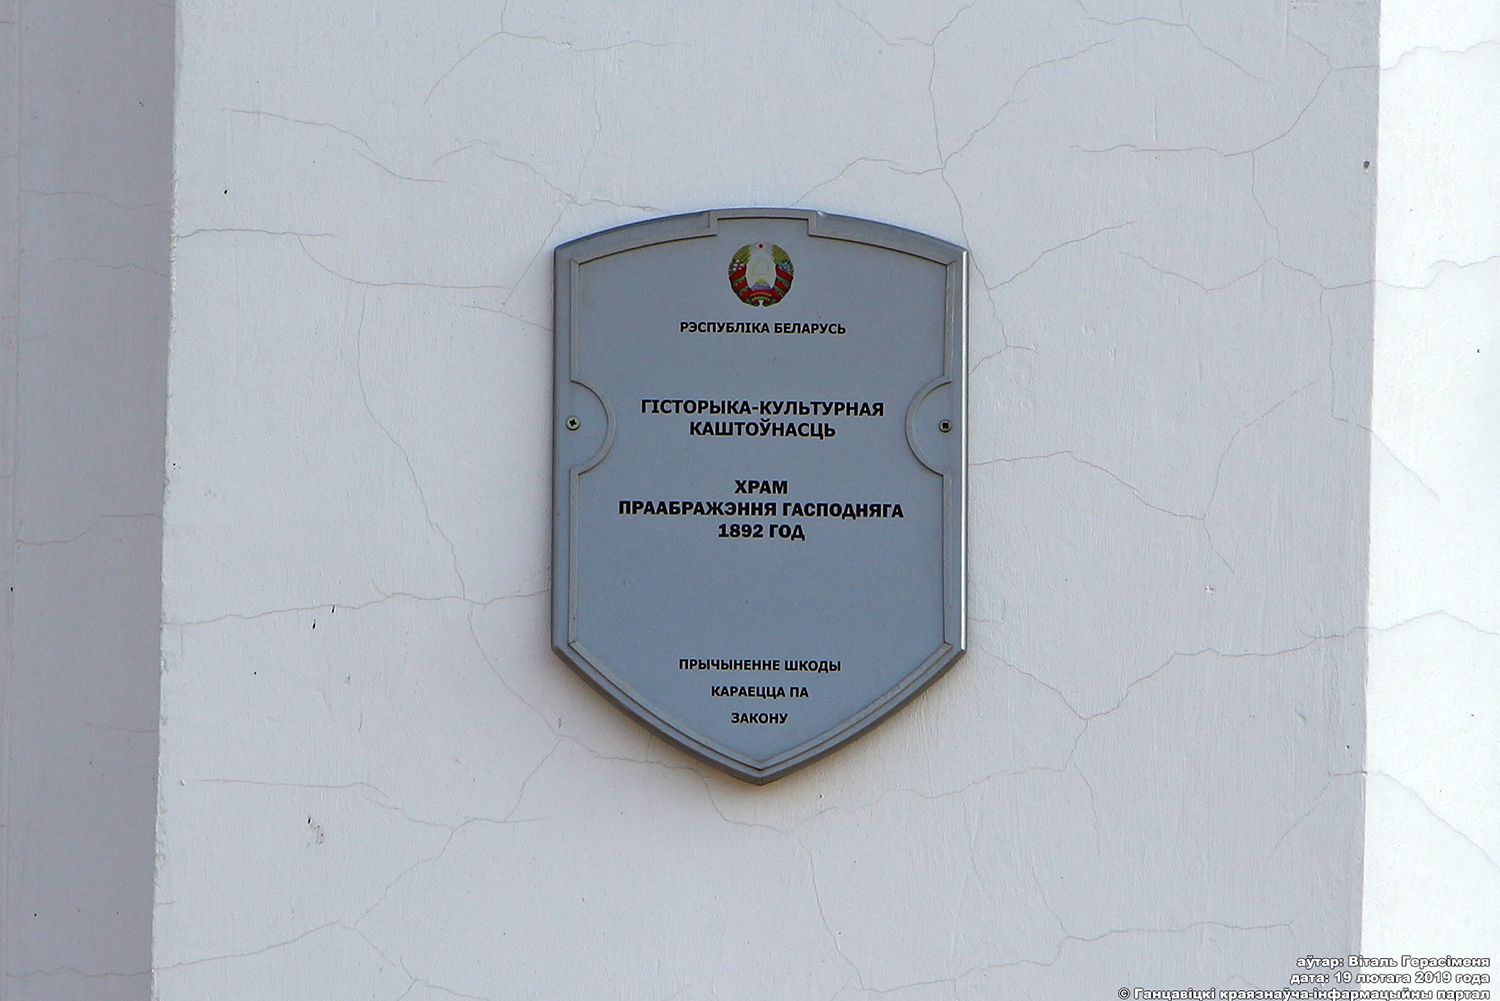 РЭСПУБЛІКА БЕЛАРУСЬ
ГІСТОРЫКА-КУЛЬТУРНАЯ
КАШТОЎНАСЦЬ
ХРАМ
ПРААБРАЖЭННЯ ГАСПОДНЯГА
1892 ГОД
ПРЫЧЫНЕННЕ ШКОДЫ
КАРАЕЦЦА ПА
ЗАКОНУ
аўтар: Віталь Герасіменя
дата: 19 лютага 2019 года
© Ганцавіцкі краязнаўча-інфармацыйны партал